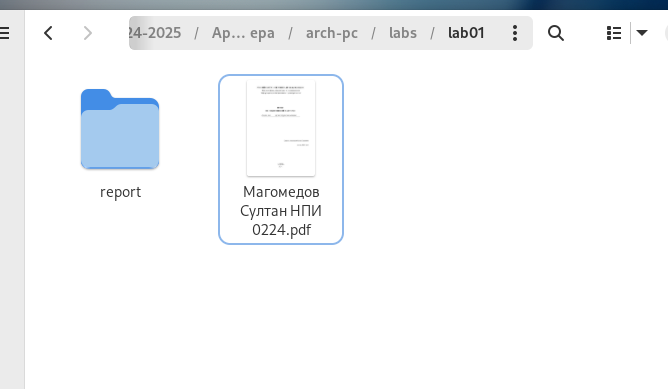 24-2025 / Ар… ера / arch-pc / labs / lab01
report
Магомедов
Султан НПИ
0224.pdf